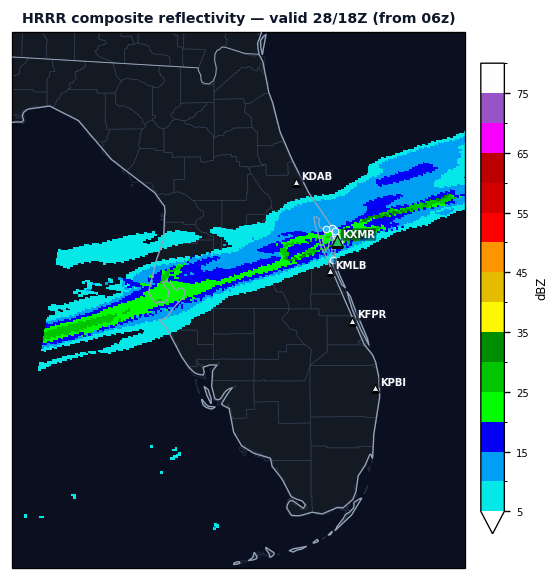 HRRR composite reflectivity — valid 28/18Z (from 06z)
KDAB
KXMR
KMLB
KFPR
KPBI
75
65
55
45
35
25
15
5
dBZ